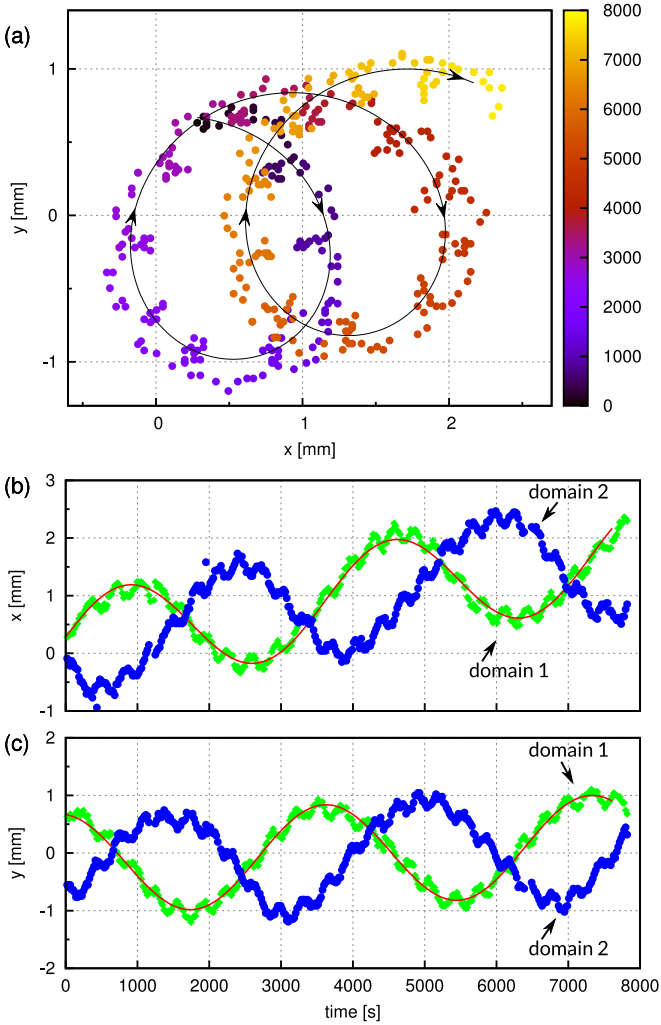 (a)
y [mm]
1
0
-1
0
1
2
x [mm]
8000
7000
6000
5000
4000
3000
2000
1000
0
(b)
x [mm]
3
2
1
0
-1
domain 2
domain 1
(c)
y [mm]
2
1
0
-1
-2
domain 1
domain 2
0 1000 2000 3000 4000 5000 6000 7000 8000
time [s]